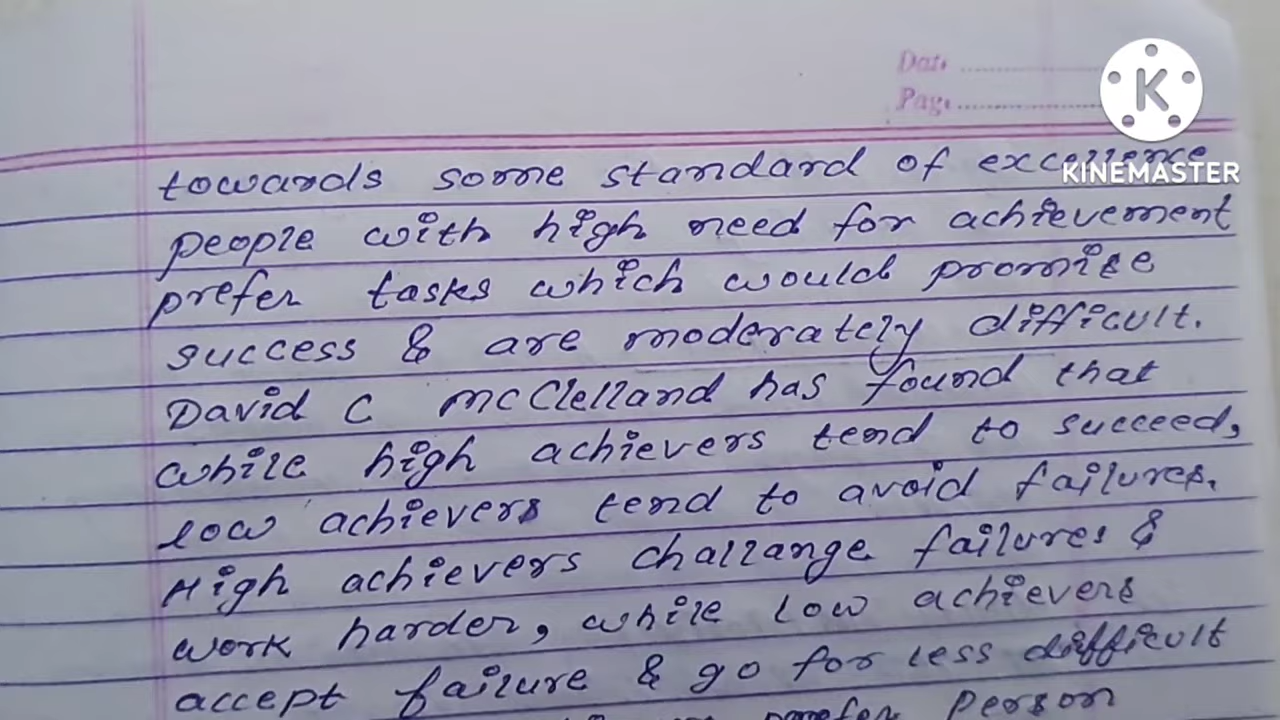 Date
Page
K
KINEMASTER
towards some standard of excellence
people with high need for achievement
prefer tasks which would promise
success & are moderately difficult.
David C McClelland has found that
while high achievers tend to succeed,
low achievers tend to avoid failures.
High achievers challange failures &
work harder, while low achievers
accept failure & go for less difficult
prefer person